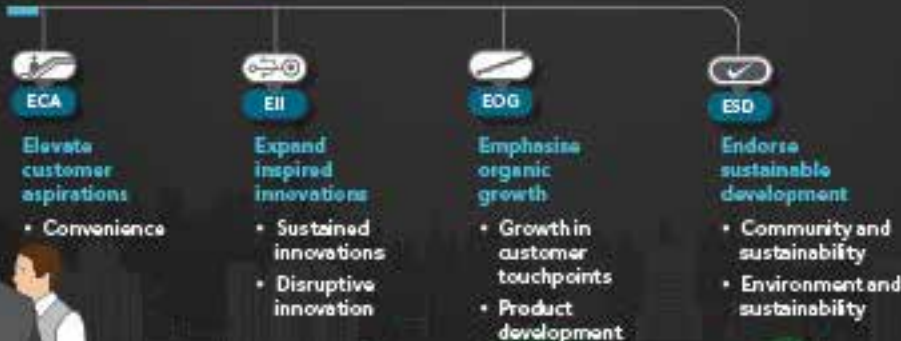 ECA
Elevate
customer
aspirations
• Convenience
EII
Expand
inspired
innovations
• Sustained
innovations
• Disruptive
innovation
EOG
Emphasise
organic
growth
• Growth in
customer
touchpoints
• Product
development
ESD
Endorse
sustainable
development
• Community and
sustainability
• Environment and
sustainability